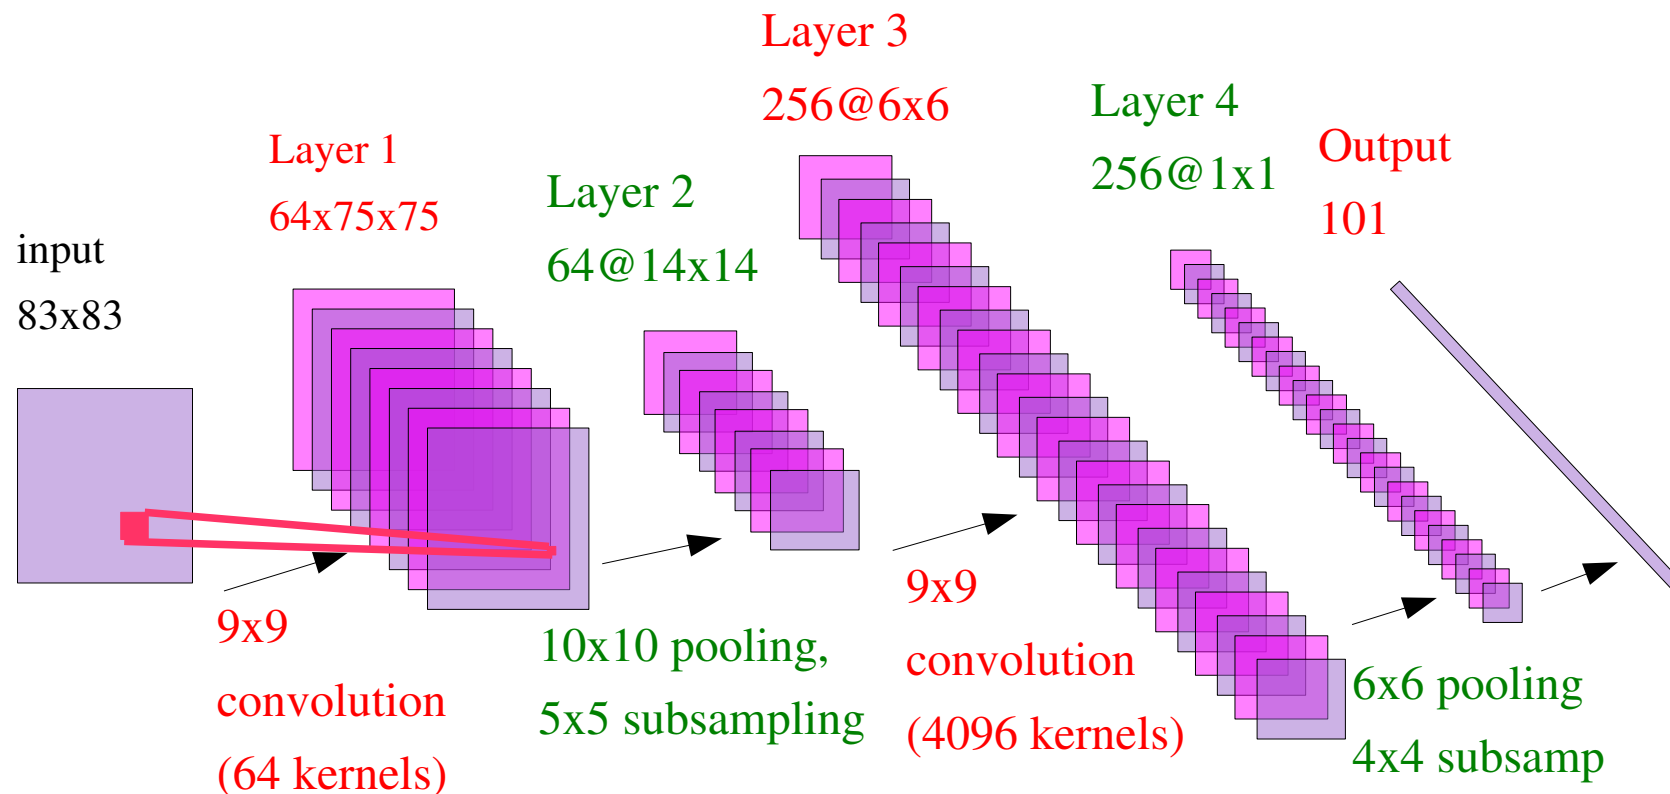 input
83x83
Layer 1
64x75x75
Layer 2
64@14x14
Layer 3
256@6x6
Layer 4
256@1x1
Output
101
9x9
convolution
(64 kernels)
10x10 pooling,
5x5 subsampling
9x9
convolution
(4096 kernels)
6x6 pooling
4x4 subsamp